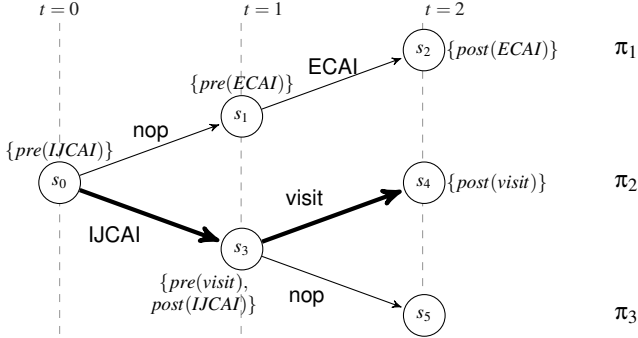 t = 0 t = 1 t = 2
s₂ {post(ECAI)} π₁
ECAI
{pre(ECAI)}
s₁
nop
{pre(IJCAI)}
s₀ s₄ {post(visit)} π₂
visit
IJCAI
s₃
{pre(visit),
post(IJCAI)}
nop
s₅ π₃